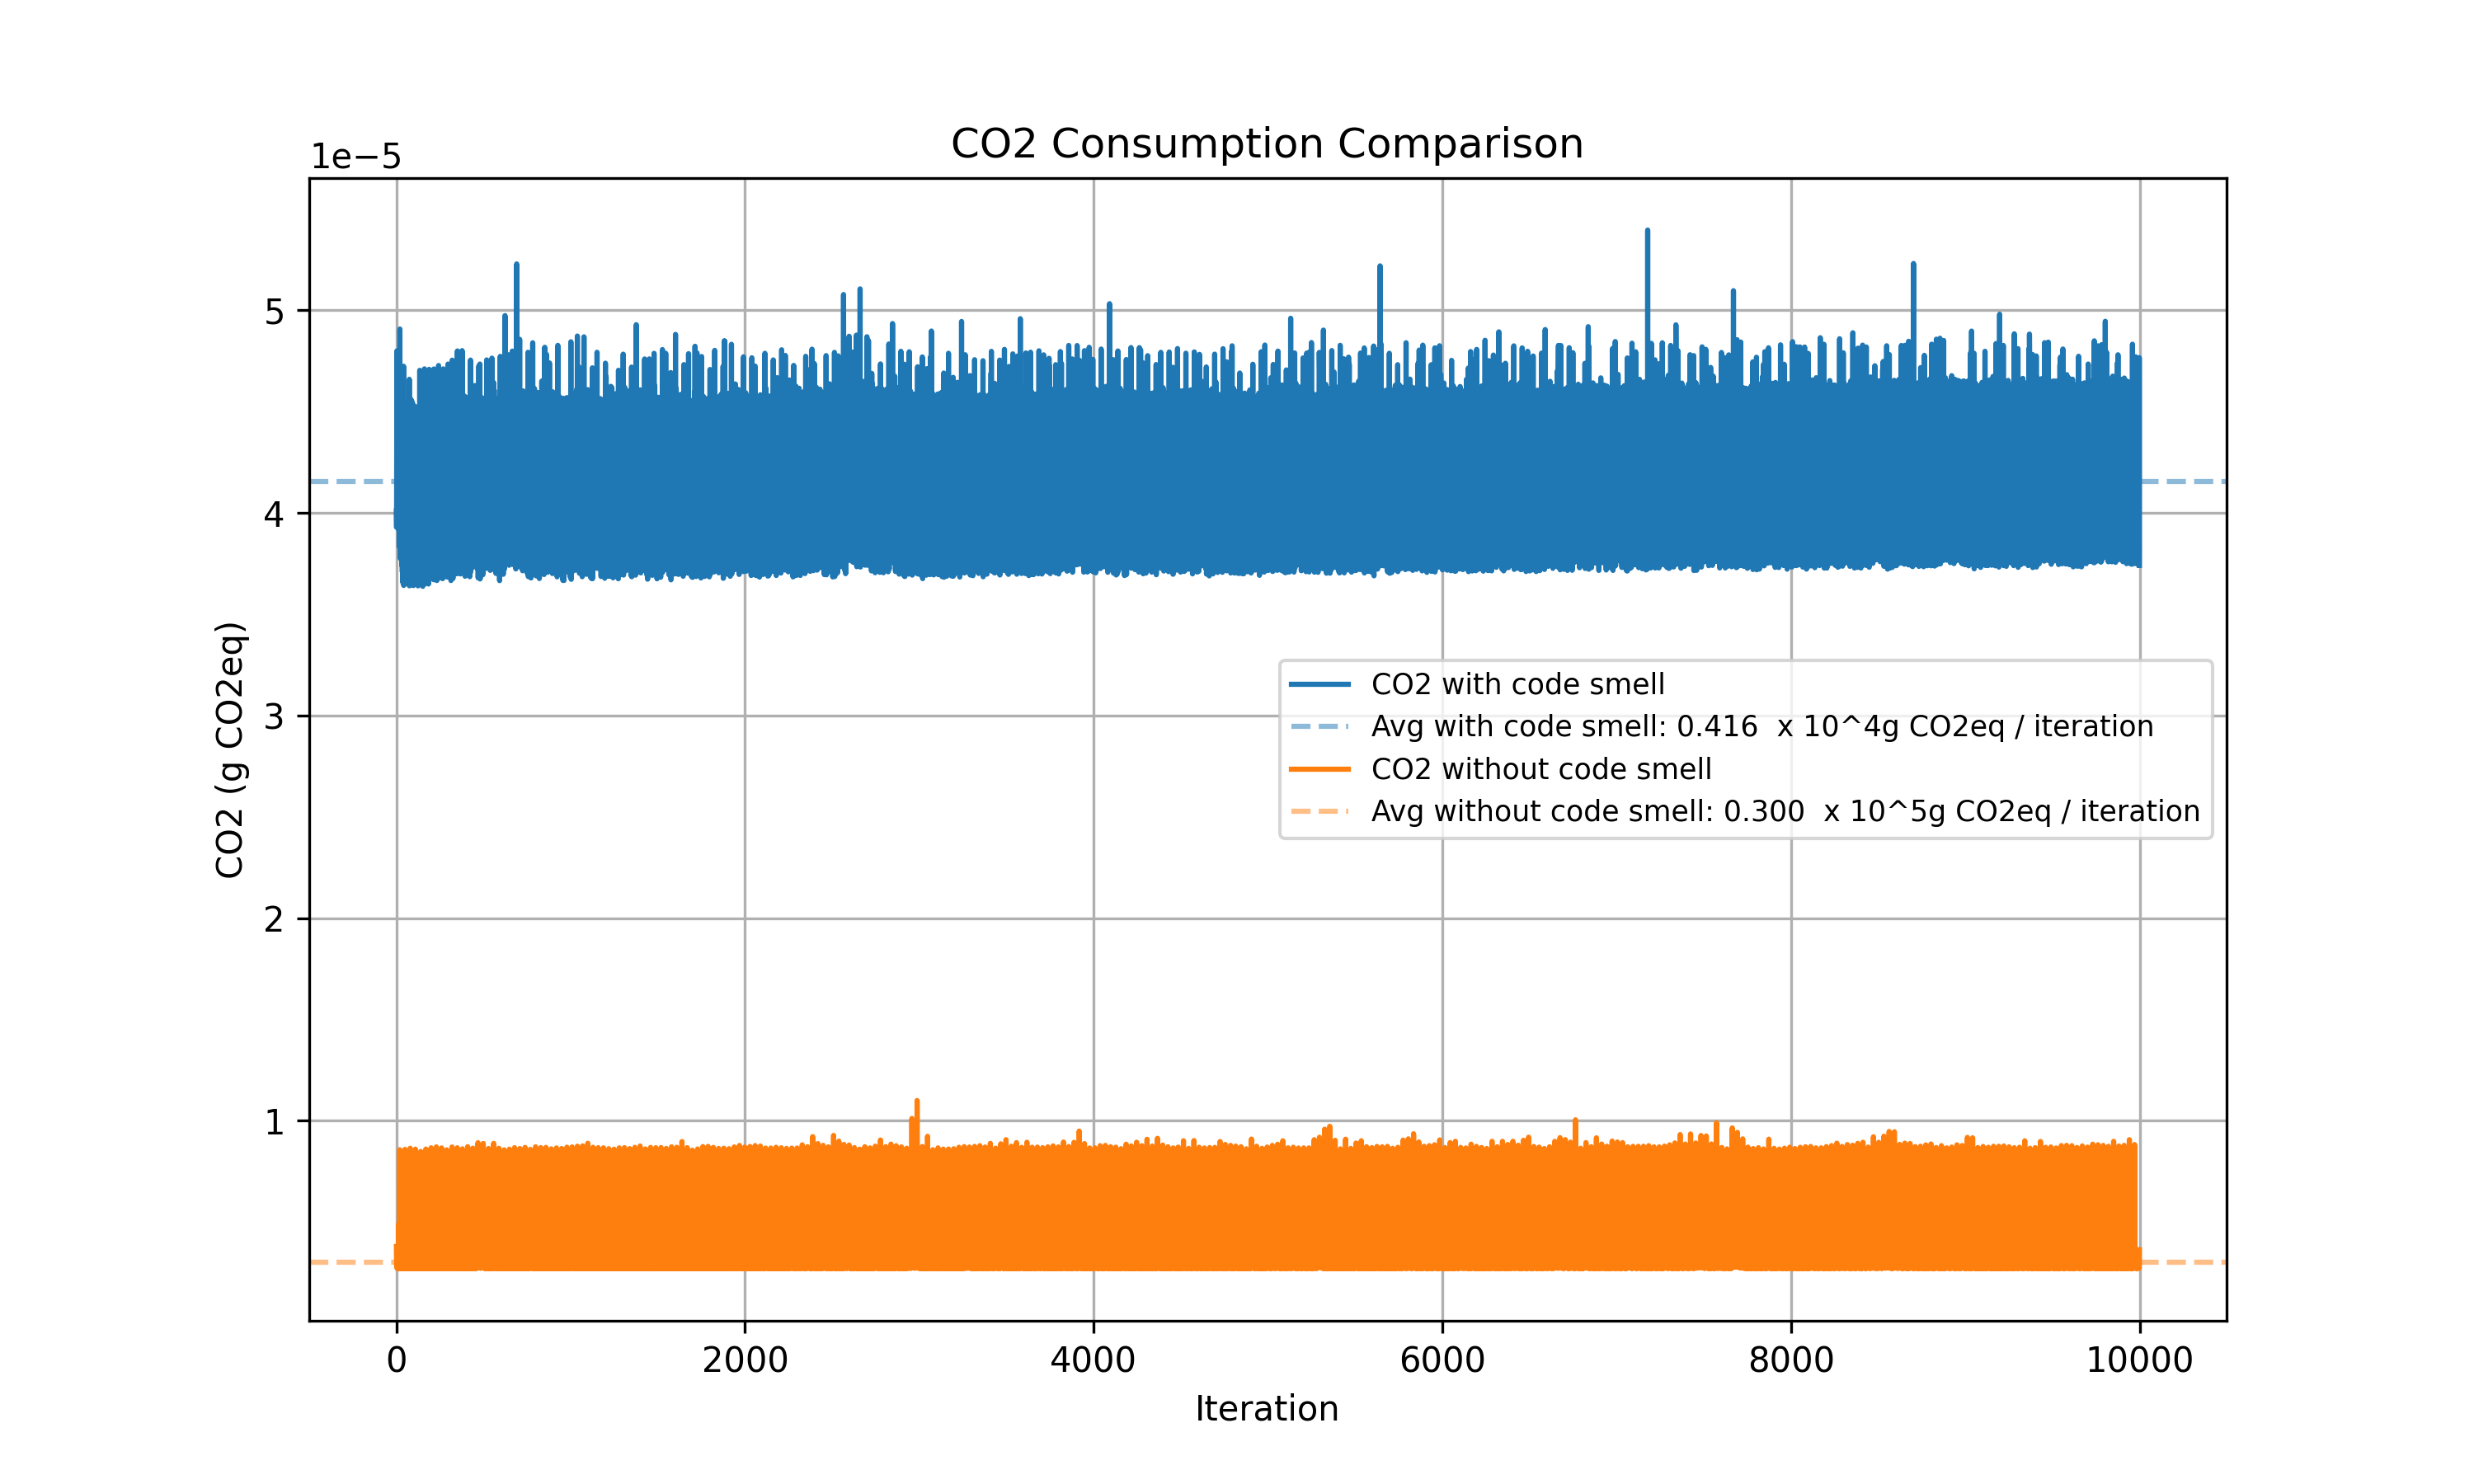 CO2 Consumption Comparison
1e−5
5
4
3
2
1
CO2 (g CO2eq)
CO2 with code smell
Avg with code smell: 0.416  x 10^4g CO2eq / iteration
CO2 without code smell
Avg without code smell: 0.300  x 10^5g CO2eq / iteration
0 2000 4000 6000 8000 10000
Iteration